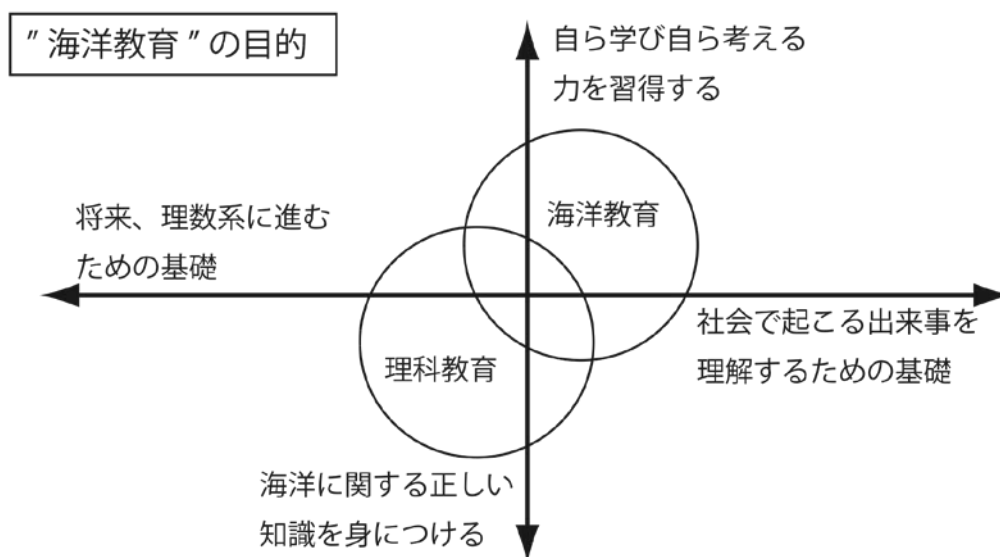 ”海洋教育”の目的
自ら学び自ら考える
力を習得する
将来、理数系に進む
ための基礎
海洋教育
社会で起こる出来事を
理解するための基礎
理科教育
海洋に関する正しい
知識を身につける